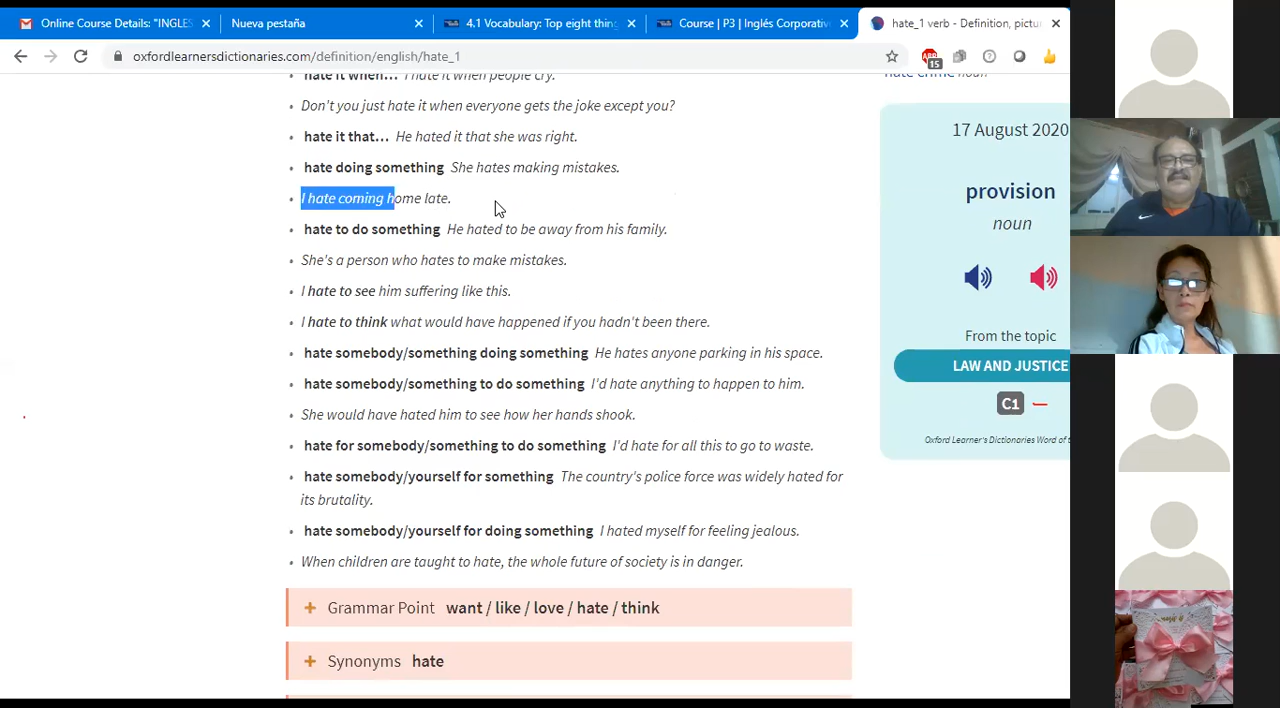 Online Course Details: "INGLES
Nueva pestaña
4.1 Vocabulary: Top eight thing
Course | P3 | Inglés Corporativ
hate_1 verb - Definition, pictu
oxfordlearnersdictionaries.com/definition/english/hate_1
15
hate it when… I hate it when people cry.
hate crime noun
Don't you just hate it when everyone gets the joke except you?
hate it that… He hated it that she was right.
hate doing something She hates making mistakes.
I hate coming home late.
hate to do something He hated to be away from his family.
She's a person who hates to make mistakes.
I hate to see him suffering like this.
I hate to think what would have happened if you hadn't been there.
hate somebody/something doing something He hates anyone parking in his space.
hate somebody/something to do something I'd hate anything to happen to him.
She would have hated him to see how her hands shook.
hate for somebody/something to do something I'd hate for all this to go to waste.
hate somebody/yourself for something The country's police force was widely hated for
its brutality.
hate somebody/yourself for doing something I hated myself for feeling jealous.
When children are taught to hate, the whole future of society is in danger.
+ Grammar Point want / like / love / hate / think
+ Synonyms hate
17 August 2020
provision
noun
From the topic
LAW AND JUSTICE
C1
Oxford Learner's Dictionaries Word of t